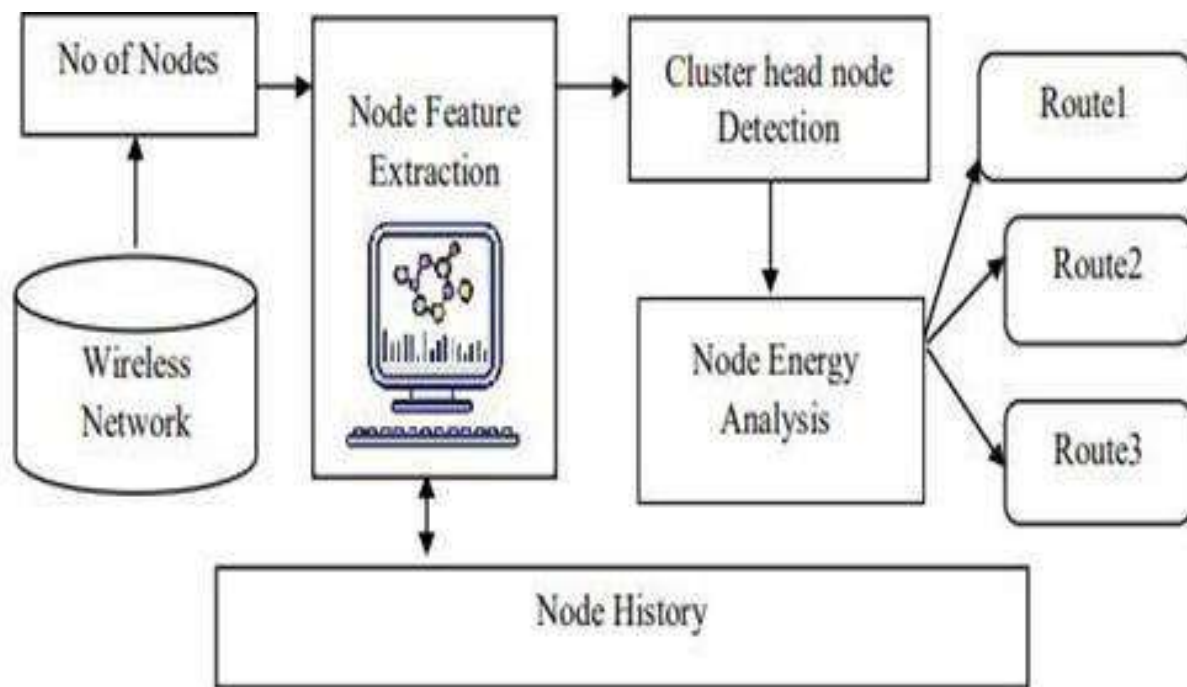 No of Nodes
Node Feature
Extraction
Cluster head node
Detection
Route1
Route2
Wireless
Network
Node Energy
Analysis
Route3
Node History